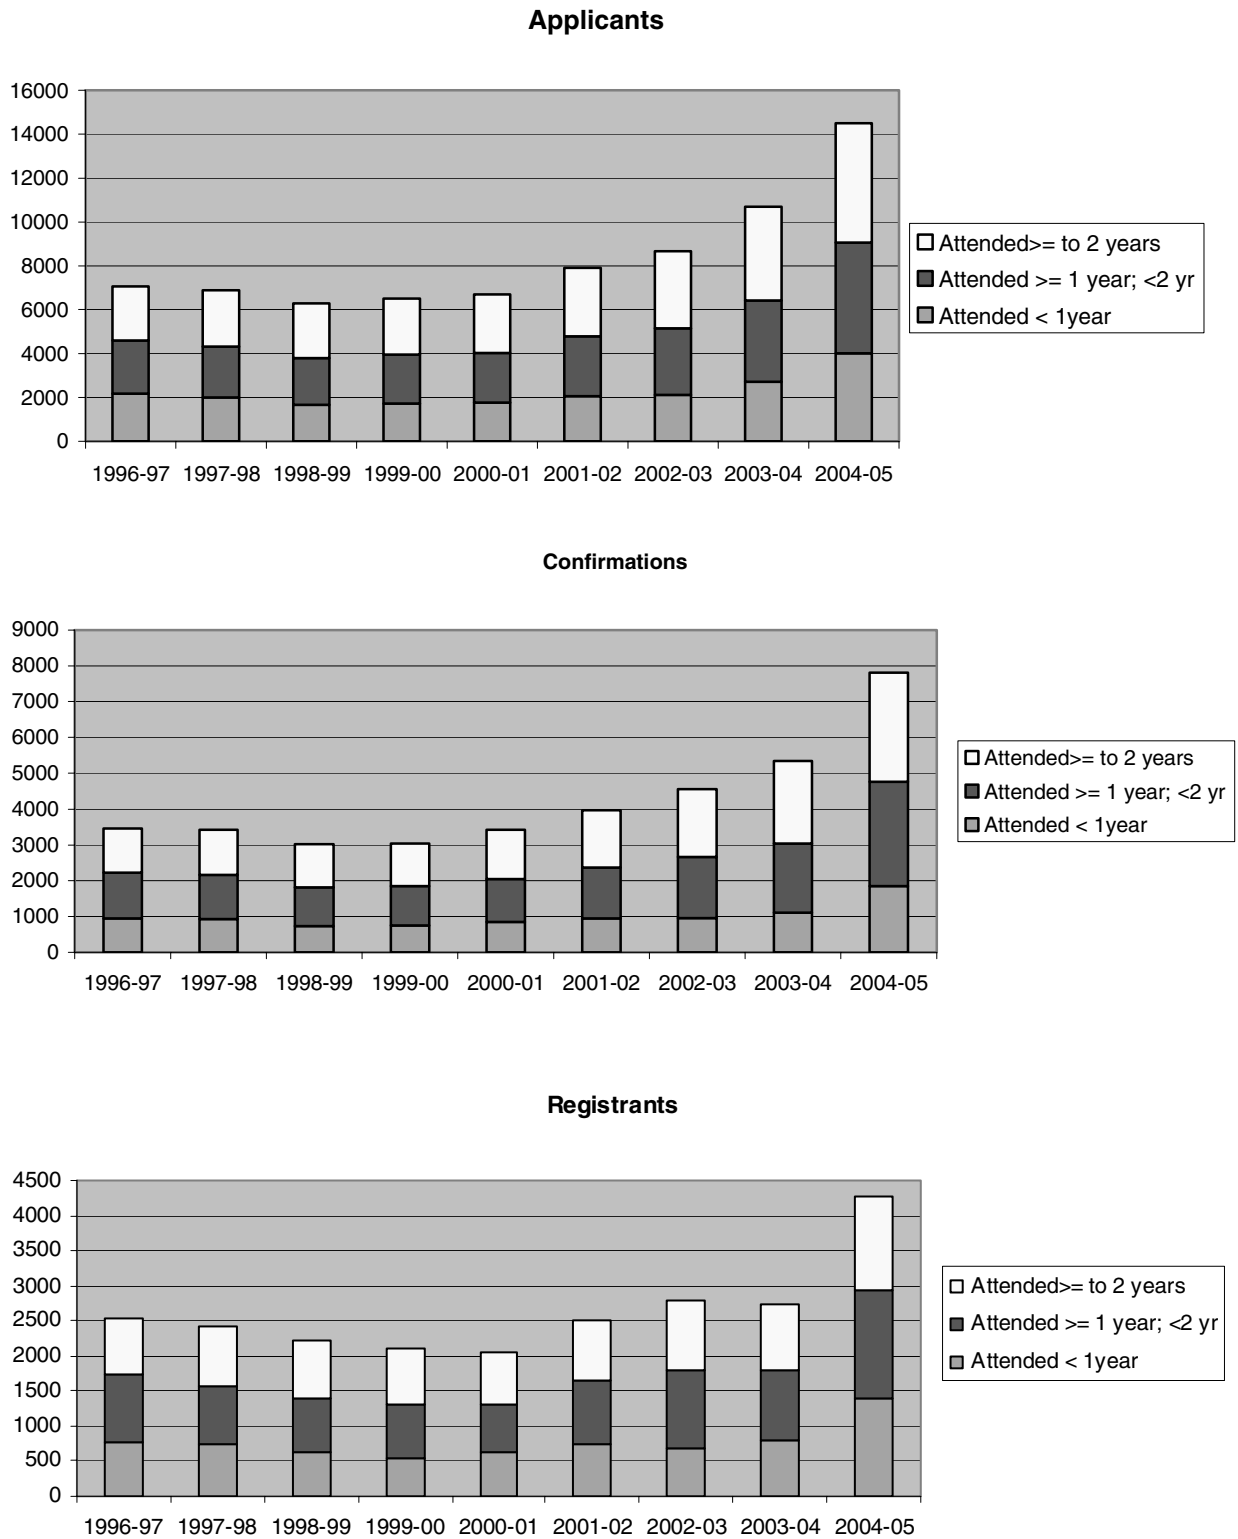 Applicants
16000
14000
12000
10000
8000
6000
4000
2000
0
1996-97 1997-98 1998-99 1999-00 2000-01 2001-02 2002-03 2003-04 2004-05
Attended>= to 2 years
Attended >= 1 year; <2 yr
Attended < 1year
Confirmations
9000
8000
7000
6000
5000
4000
3000
2000
1000
0
1996-97 1997-98 1998-99 1999-00 2000-01 2001-02 2002-03 2003-04 2004-05
Attended>= to 2 years
Attended >= 1 year; <2 yr
Attended < 1year
Registrants
4500
4000
3500
3000
2500
2000
1500
1000
500
0
1996-97 1997-98 1998-99 1999-00 2000-01 2001-02 2002-03 2003-04 2004-05
Attended>= to 2 years
Attended >= 1 year; <2 yr
Attended < 1year